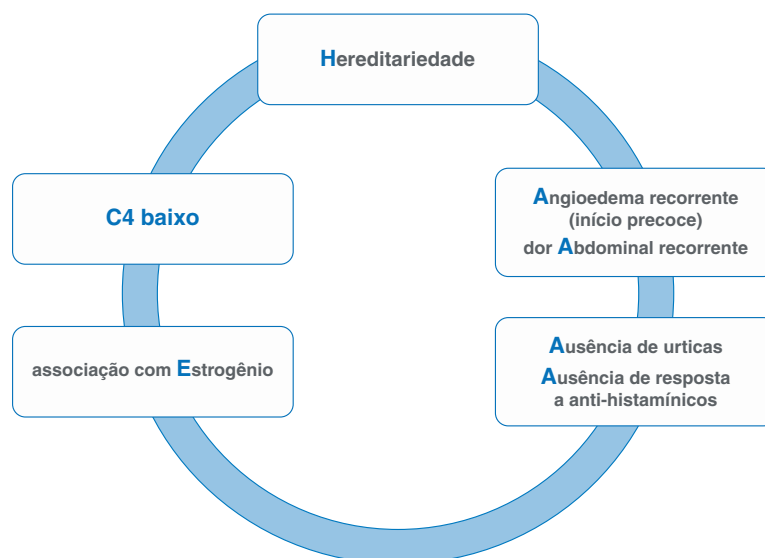 Hereditariedade
C4 baixo
Angioedema recorrente
(início precoce)
dor Abdominal recorrente
associação com Estrogênio
Ausência de urticas
Ausência de resposta
a anti-histamínicos